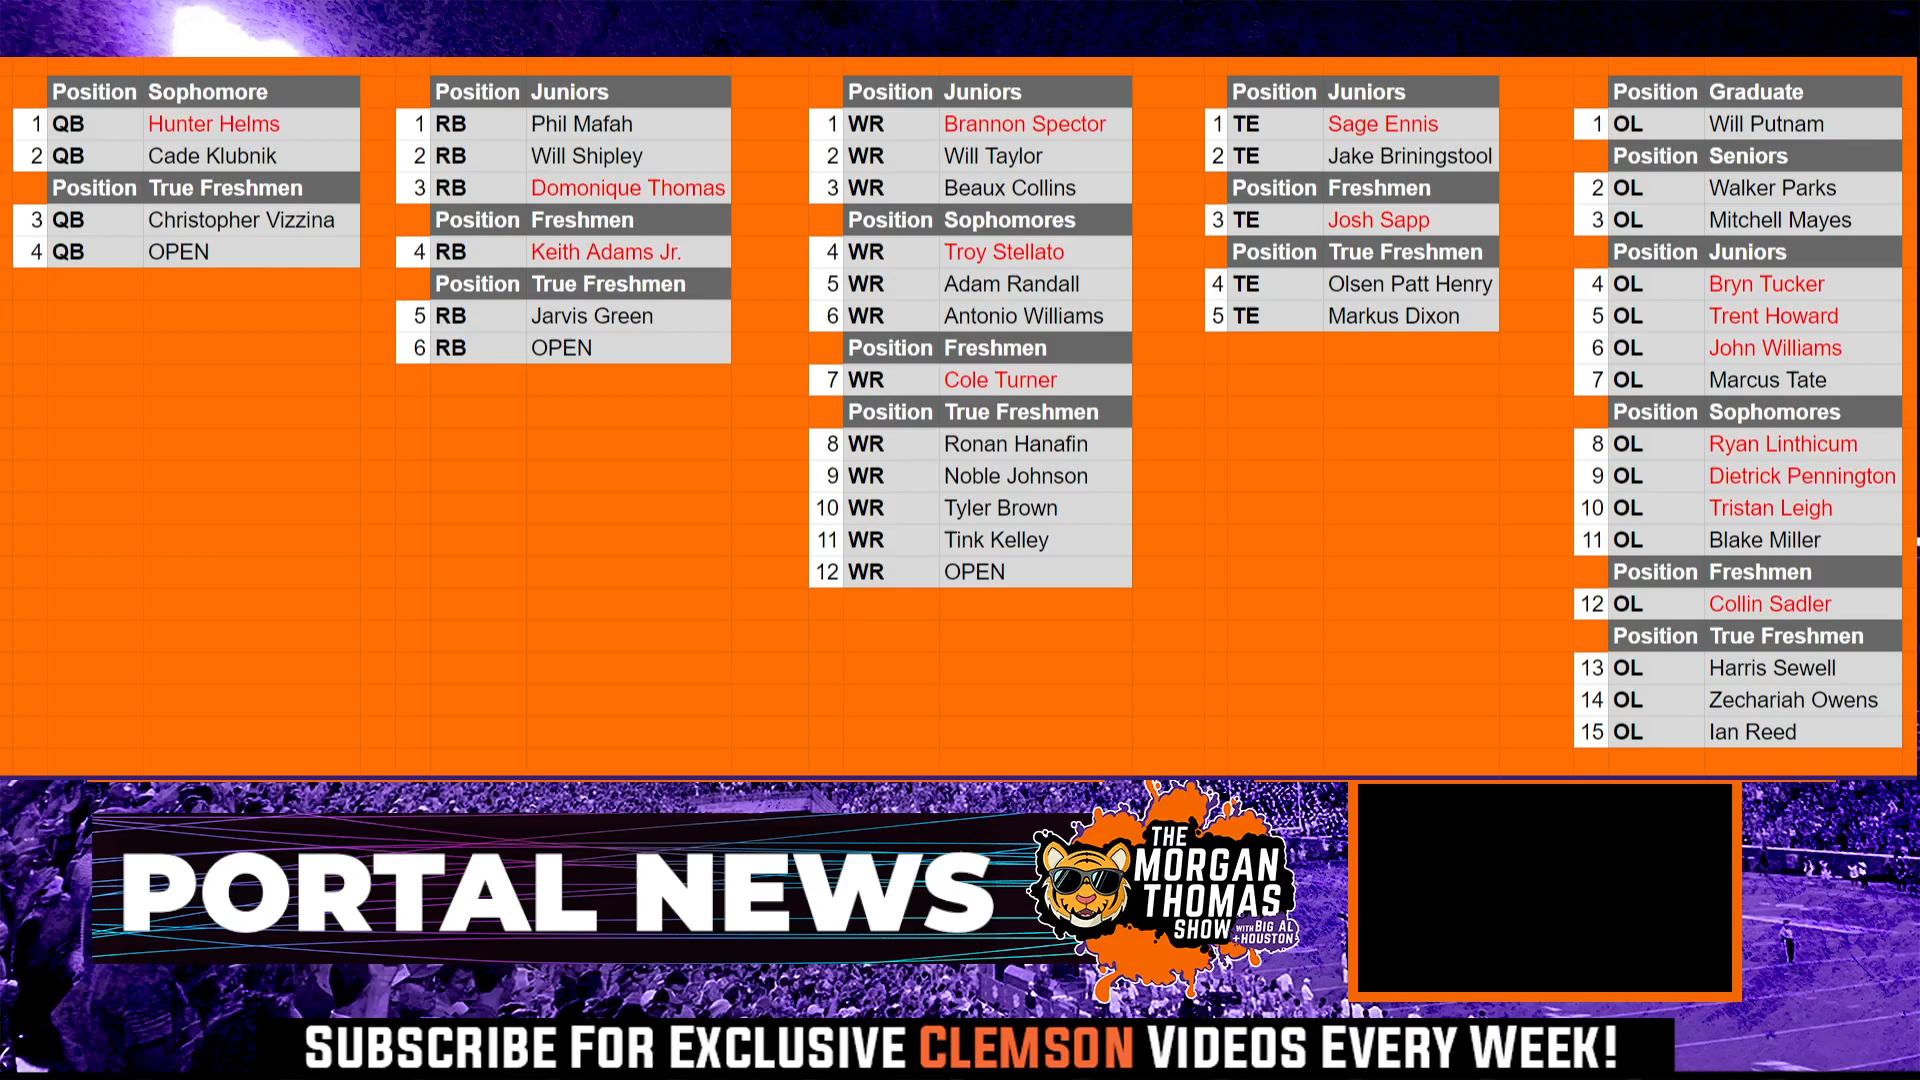 Position Sophomore
1 QB Hunter Helms
2 QB Cade Klubnik
Position True Freshmen
3 QB Christopher Vizzina
4 QB OPEN
Position Juniors
1 RB Phil Mafah
2 RB Will Shipley
3 RB Domonique Thomas
Position Freshmen
4 RB Keith Adams Jr.
Position True Freshmen
5 RB Jarvis Green
6 RB OPEN
Position Juniors
1 WR Brannon Spector
2 WR Will Taylor
3 WR Beaux Collins
Position Sophomores
4 WR Troy Stellato
5 WR Adam Randall
6 WR Antonio Williams
Position Freshmen
7 WR Cole Turner
Position True Freshmen
8 WR Ronan Hanafin
9 WR Noble Johnson
10 WR Tyler Brown
11 WR Tink Kelley
12 WR OPEN
Position Juniors
1 TE Sage Ennis
2 TE Jake Briningstool
Position Freshmen
3 TE Josh Sapp
Position True Freshmen
4 TE Olsen Patt Henry
5 TE Markus Dixon
Position Graduate
1 OL Will Putnam
Position Seniors
2 OL Walker Parks
3 OL Mitchell Mayes
Position Juniors
4 OL Bryn Tucker
5 OL Trent Howard
6 OL John Williams
7 OL Marcus Tate
Position Sophomores
8 OL Ryan Linthicum
9 OL Dietrick Pennington
10 OL Tristan Leigh
11 OL Blake Miller
Position Freshmen
12 OL Collin Sadler
Position True Freshmen
13 OL Harris Sewell
14 OL Zechariah Owens
15 OL Ian Reed
PORTAL NEWS
THE
MORGAN
THOMAS
SHOW WITH BIG AL
+HOUSTON
SUBSCRIBE FOR EXCLUSIVE CLEMSON VIDEOS EVERY WEEK!